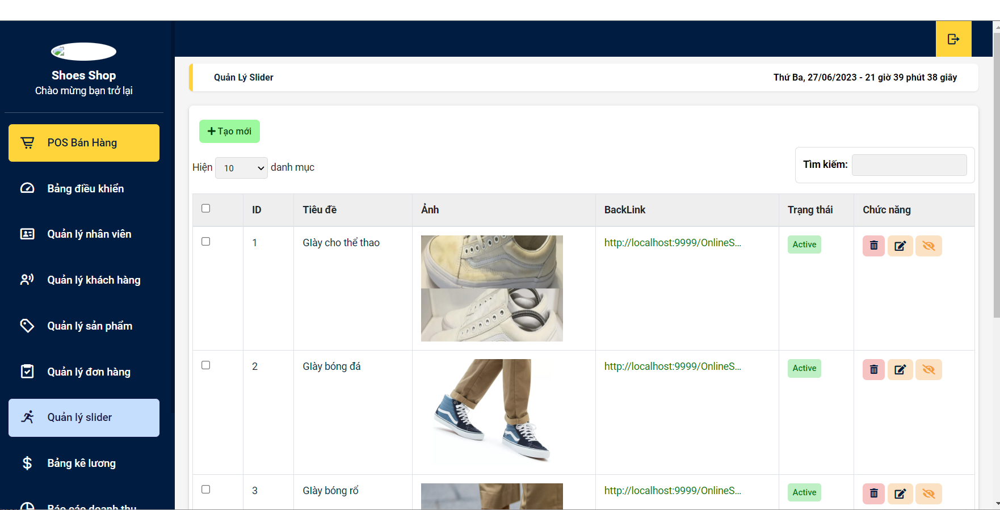 Shoes Shop
Chào mừng bạn trở lại
POS Bán Hàng
Bảng điều khiển
Quản lý nhân viên
Quản lý khách hàng
Quản lý sản phẩm
Quản lý đơn hàng
Quản lý slider
Bảng kê lương
Báo cáo doanh thu
Quản Lý Slider
Thứ Ba, 27/06/2023 - 21 giờ 39 phút 38 giây
Tạo mới
Hiện 10 danh mục
Tìm kiếm:
ID Tiêu đề Ảnh BackLink Trạng thái Chức năng
1 GIày cho thể thao http://localhost:9999/OnlineS... Active
2 GIày bóng đá http://localhost:9999/OnlineS... Active
3 GIày bóng rổ http://localhost:9999/OnlineS... Active